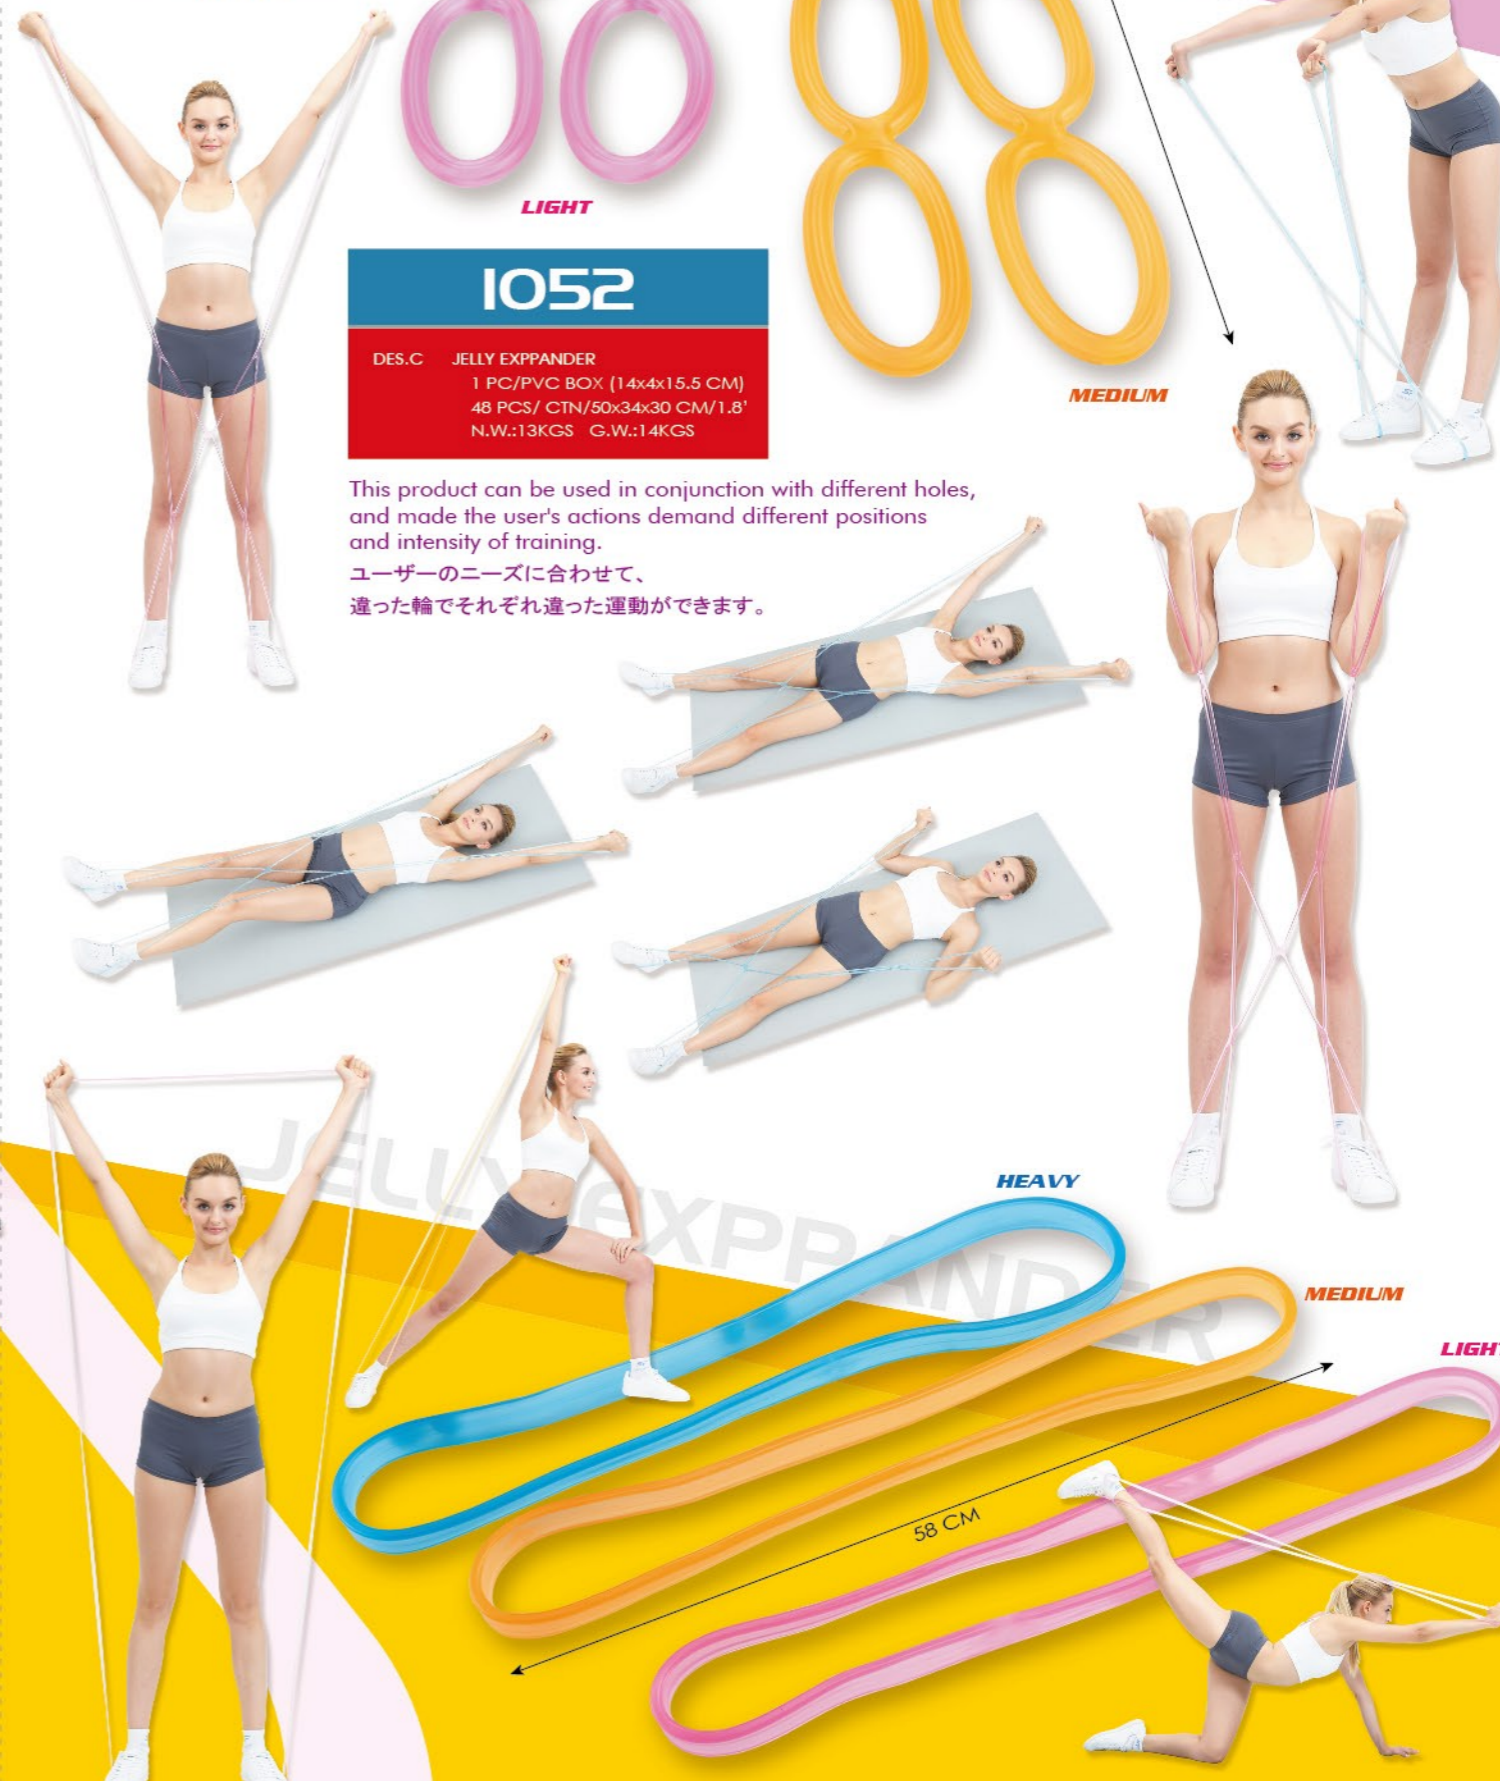 LIGHT
1052
DES.C JELLY EXPPANDER
1 PC/PVC BOX (14x4x15.5 CM)
48 PCS/ CTN/50x34x30 CM/1.8'
N.W.:13KGS G.W.:14KGS
MEDIUM
This product can be used in conjunction with different holes,
and made the user's actions demand different positions
and intensity of training.
ユーザーのニーズに合わせて、
違った輪でそれぞれ違った運動ができます。
JELLY EXPPANDER
HEAVY
MEDIUM
LIGHT
58 CM